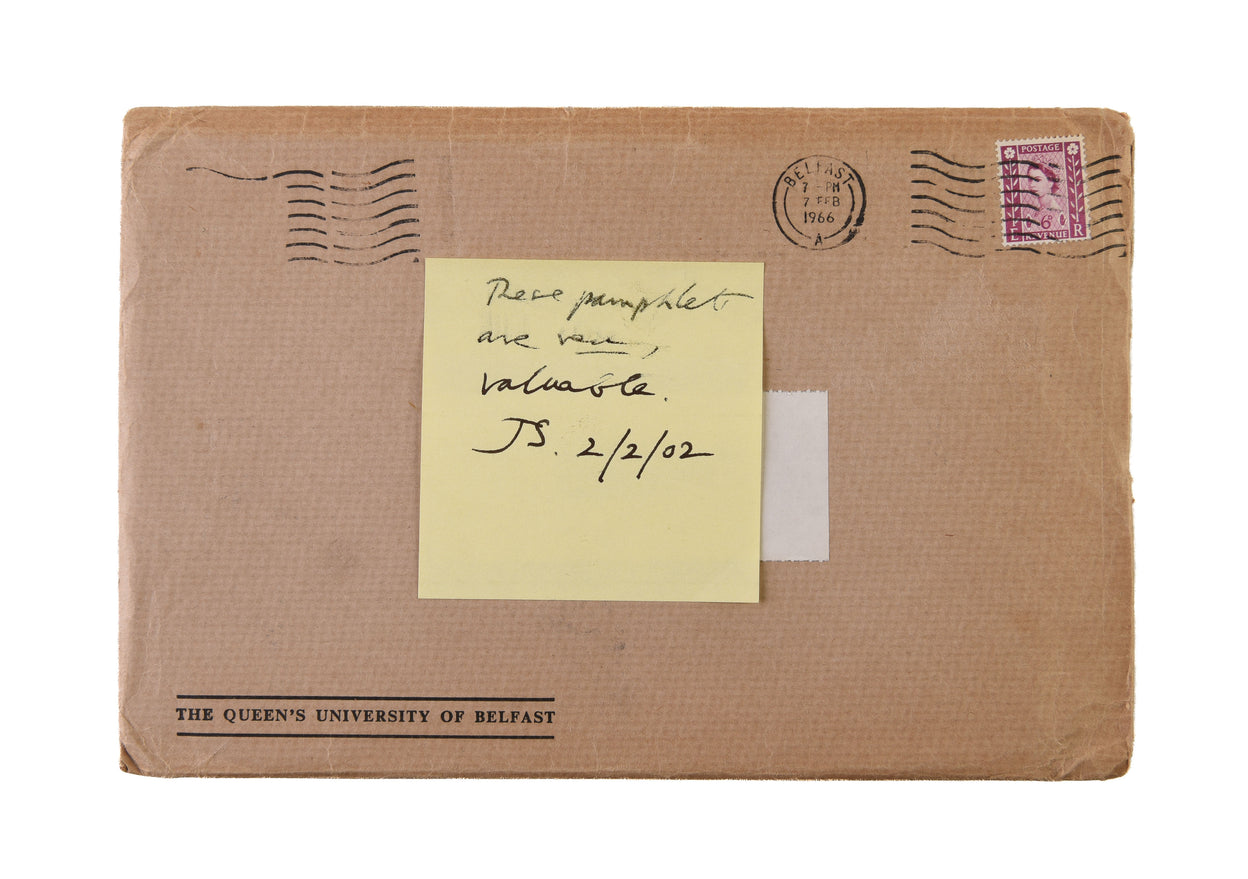 BELFAST
7 - PM
7 FEB
1966
A
POSTAGE
6D
E REVENUE R
These pamphlets
are very
valuable.
JS. 2/2/02
THE QUEEN'S UNIVERSITY OF BELFAST